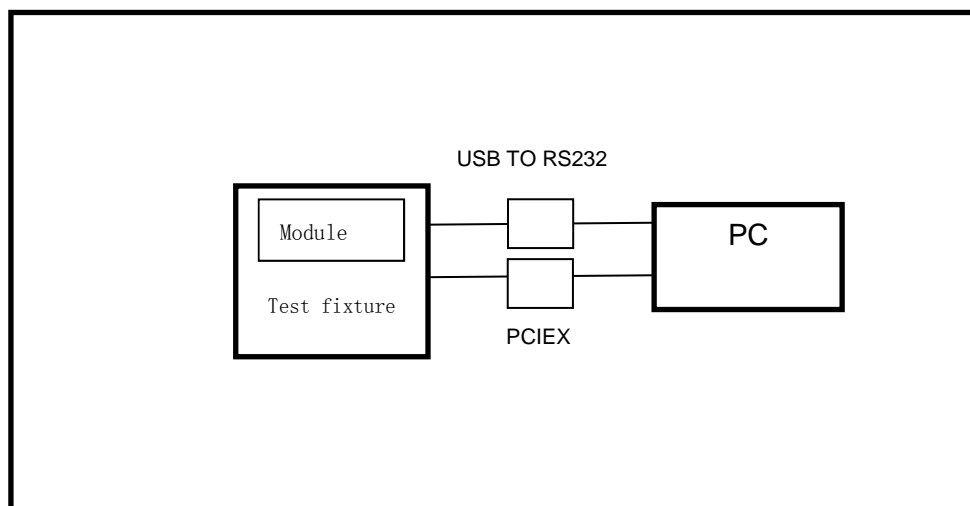 USB TO RS232
Module
PC
Test fixture
PCIEX